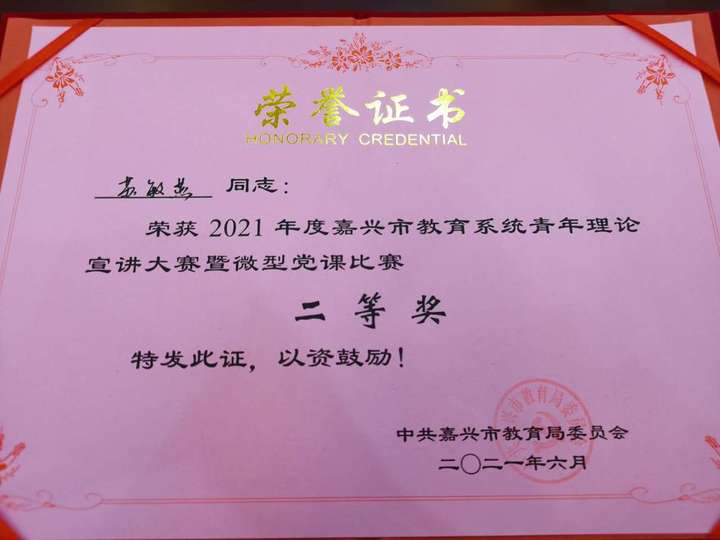 荣誉证书
HONORARY CREDENTIAL
敏燕 同志：
荣获 2021 年度嘉兴市教育系统青年理论
宣讲大赛暨微型党课比赛
二等奖
特发此证，以资鼓励！
中共嘉兴市教育局委员会
二〇二一年六月